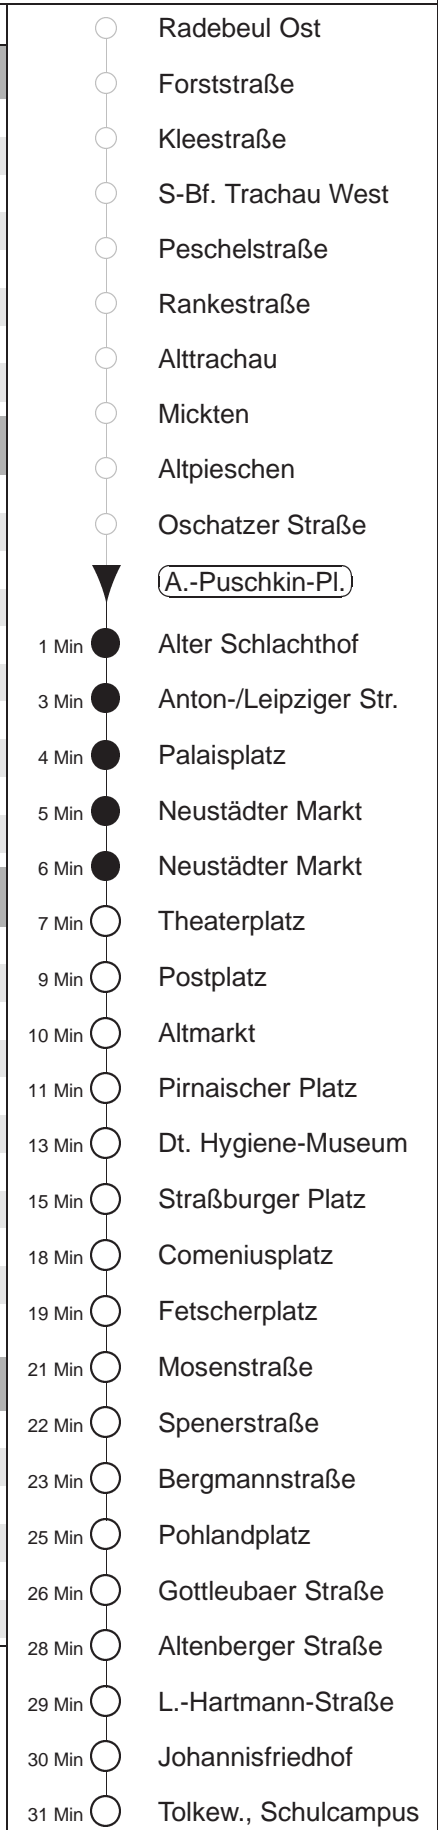 Radebeul Ost
Forststraße
Kleestraße
S-Bf. Trachau West
Peschelstraße
Rankestraße
Alttrachau
Mickten
Altpieschen
Oschatzer Straße
A.-Puschkin-Pl.
1 Min Alter Schlachthof
3 Min Anton-/Leipziger Str.
4 Min Palaisplatz
5 Min Neustädter Markt
6 Min Neustädter Markt
7 Min Theaterplatz
9 Min Postplatz
10 Min Altmarkt
11 Min Pirnaischer Platz
13 Min Dt. Hygiene-Museum
15 Min Straßburger Platz
18 Min Comeniusplatz
19 Min Fetscherplatz
21 Min Mosenstraße
22 Min Spenerstraße
23 Min Bergmannstraße
25 Min Pohlandplatz
26 Min Gottleubaer Straße
28 Min Altenberger Straße
29 Min L.-Hartmann-Straße
30 Min Johannisfriedhof
31 Min Tolkew., Schulcampus